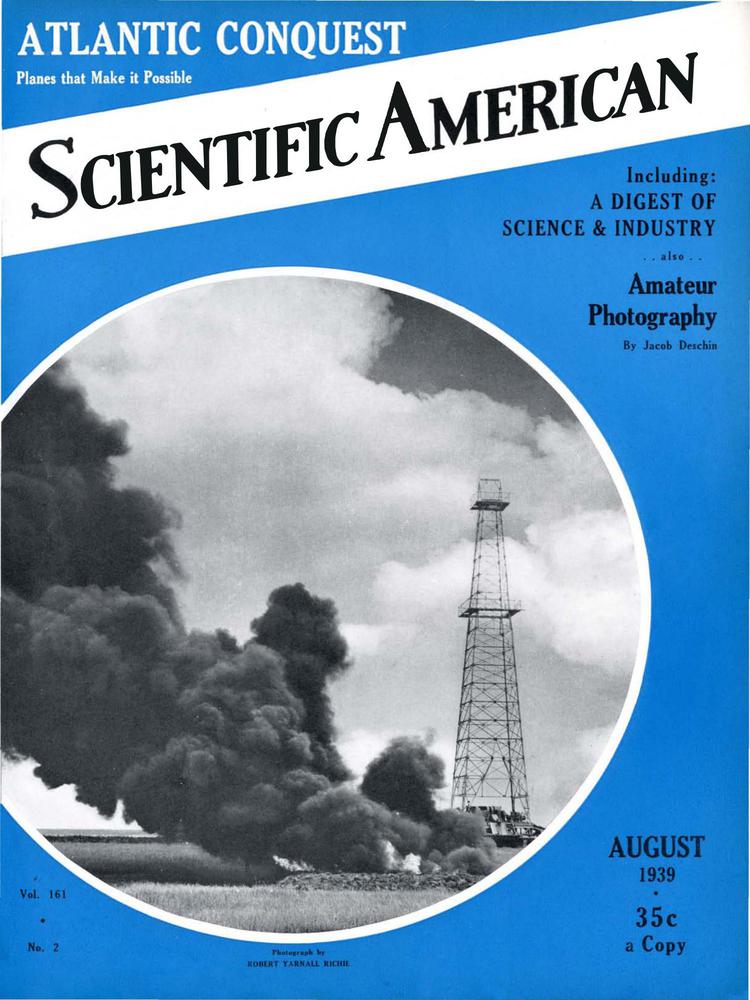 ATLANTIC CONQUEST
Planes that Make it Possible
SCIENTIFIC AMERICAN
Including:
A DIGEST OF
SCIENCE & INDUSTRY
. . also . .
Amateur
Photography
By Jacob Deschin
AUGUST
1939
•
35c
a Copy
Vol. 161
•
No. 2
Photograph by
ROBERT YARNALL RICHIE